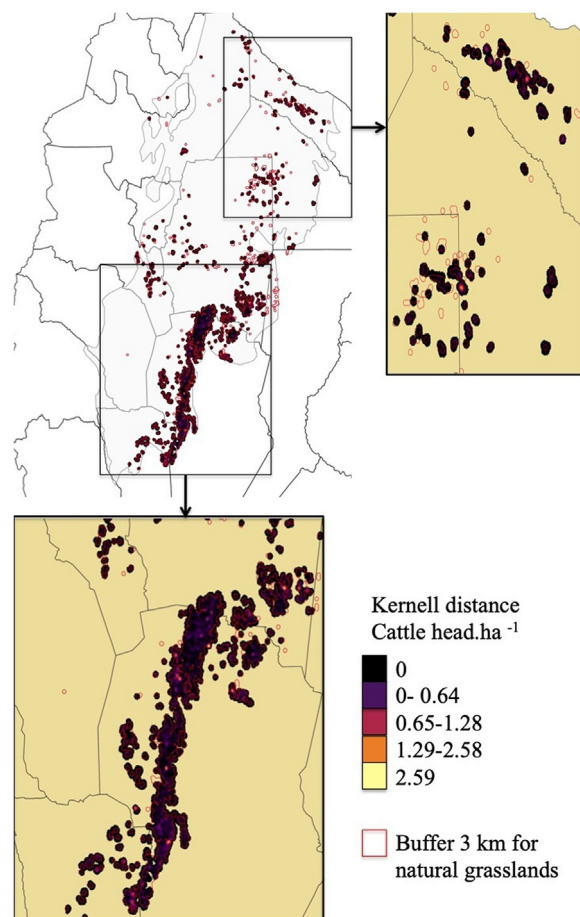 Kernell distance
Cattle head.ha -1
0
0- 0.64
0.65-1.28
1.29-2.58
2.59
Buffer 3 km for
natural grasslands